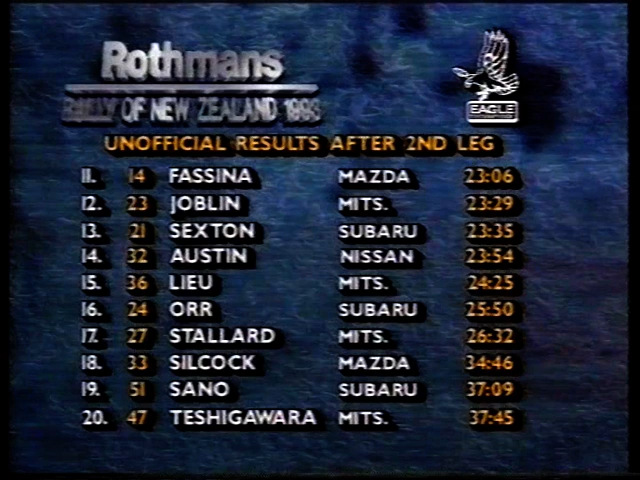 Rothmans
RALLY OF NEW ZEALAND 1993
EAGLE
UNOFFICIAL RESULTS AFTER 2ND LEG
11. 14 FASSINA MAZDA 23:06
12. 23 JOBLIN MITS. 23:29
13. 21 SEXTON SUBARU 23:35
14. 32 AUSTIN NISSAN 23:54
15. 36 LIEU MITS. 24:25
16. 24 ORR SUBARU 25:50
17. 27 STALLARD MITS. 26:32
18. 33 SILCOCK MAZDA 34:46
19. 51 SANO SUBARU 37:09
20. 47 TESHIGAWARA MITS. 37:45